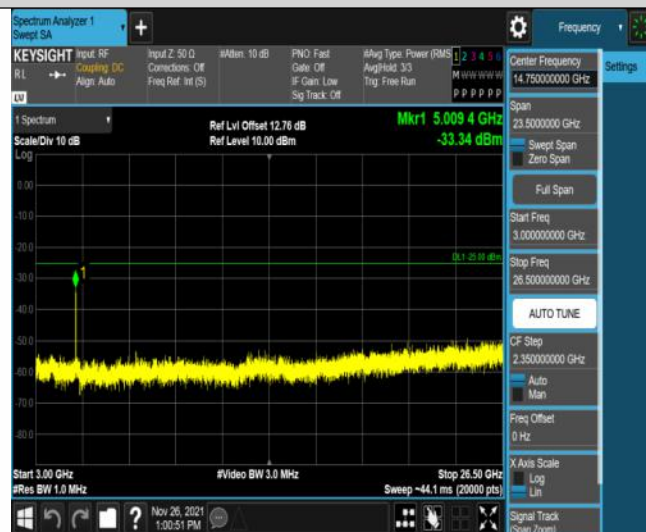 Spectrum Analyzer 1
Swept SA
+
Frequency
KEYSIGHT
RL
LVI
Input: RF
Coupling: DC
Align: Auto
Input Z: 50 Ω
Corrections: Off
Freq Ref: Int (S)
#Atten: 10 dB
PNO: Fast
Gate: Off
IF Gain: Low
Sig Track: Off
#Avg Type: Power (RMS
Avg|Hold: 3/3
Trig: Free Run
1 2 3 4 5 6
M W W W W W
P P P P P P
1 Spectrum
Scale/Div 10 dB
Log
Ref Lvl Offset 12.76 dB
Ref Level 10.00 dBm
Mkr1 5.009 4 GHz
-33.34 dBm
0.00
-10.0
-20.0
-30.0
-40.0
-50.0
-60.0
-70.0
-80.0
1
DL1 -25.00 dBm
Start 3.00 GHz
#Res BW 1.0 MHz
#Video BW 3.0 MHz
Stop 26.50 GHz
Sweep ~44.1 ms (20000 pts)
Center Frequency
14.750000000 GHz
Settings
Span
23.5000000 GHz
Swept Span
Zero Span
Full Span
Start Freq
3.000000000 GHz
Stop Freq
26.500000000 GHz
AUTO TUNE
CF Step
2.350000000 GHz
Auto
Man
Freq Offset
0 Hz
X Axis Scale
Log
Lin
Signal Track
(Span Zoom)
?
Nov 26, 2021
1:00:51 PM